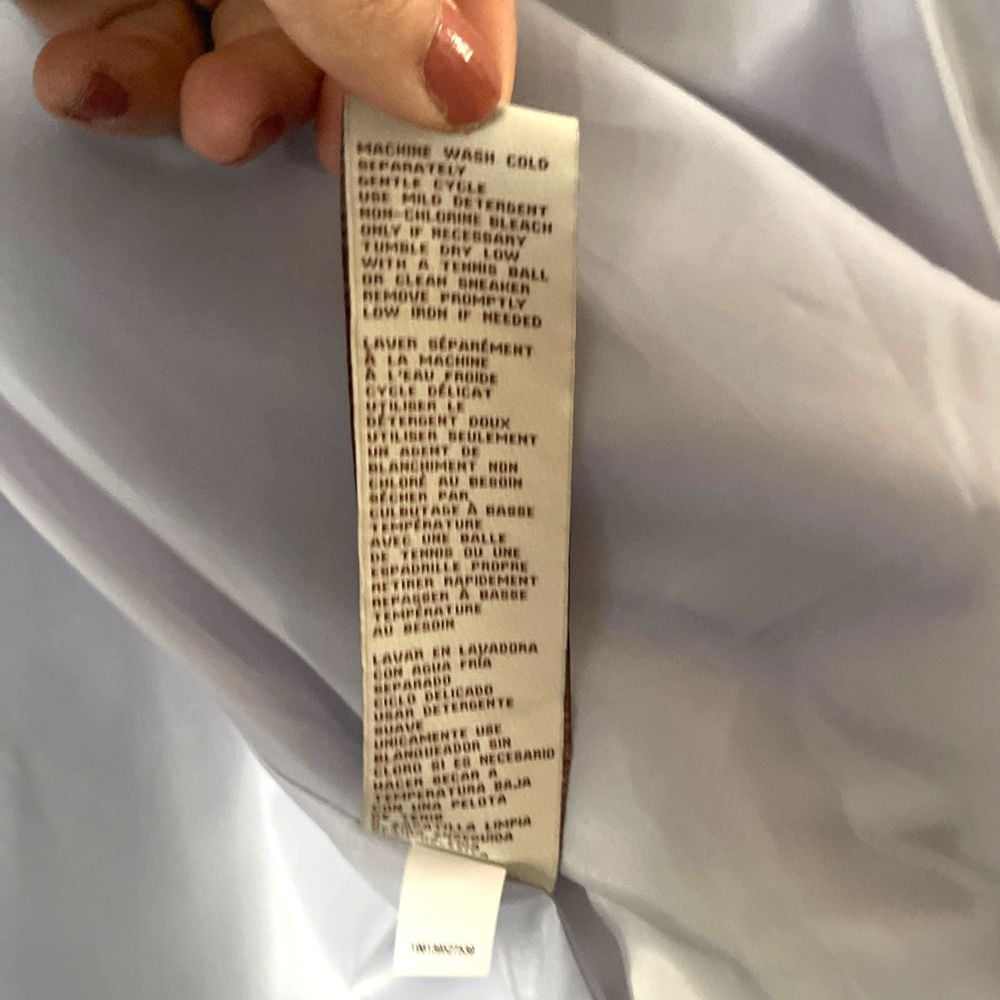 MACHINE WASH COLD
SEPARATELY
GENTLE CYCLE
USE MILD DETERGENT
NON-CHLORINE BLEACH
ONLY IF NECESSARY
TUMBLE DRY LOW
WITH A TENNIS BALL
OR CLEAN SNEAKER
REMOVE PROMPTLY
LOW IRON IF NEEDED
LAVER SÉPARÉMENT
À LA MACHINE
À L'EAU FROIDE
CYCLE DÉLICAT
UTILISER LE
DÉTERGENT DOUX
UTILISER SEULEMENT
UN AGENT DE
BLANCHIMENT NON
CHLORÉ AU BESOIN
SÉCHER PAR
CULBUTAGE À BASSE
TEMPÉRATURE
AVEC UNE BALLE
DE TENNIS OU UNE
ESPADRILLE PROPRE
RETIRER RAPIDEMENT
REPASSER À BASSE
TEMPÉRATURE
AU BESOIN
LAVAR EN LAVADORA
CON AGUA FRÍA
SEPARADO
CICLO DELICADO
USAR DETERGENTE
SUAVE
UNICAMENTE USE
BLANQUEADOR SIN
CLORO SI ES NECESARIO
HACER SECAR A
TEMPERATURA BAJA
CON UNA PELOTA
LIMPIA